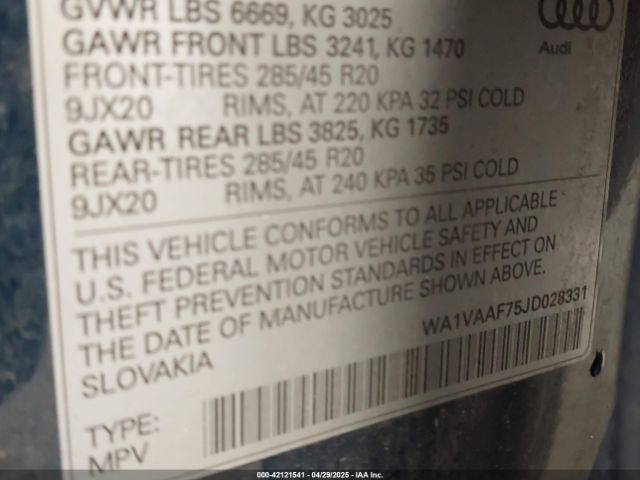 GVWR LBS 6669, KG 3025
GAWR FRONT LBS 3241, KG 1470
FRONT-TIRES 285/45 R20
9JX20 RIMS, AT 220 KPA 32 PSI COLD
GAWR REAR LBS 3825, KG 1735
REAR-TIRES 285/45 R20
9JX20 RIMS, AT 240 KPA 35 PSI COLD
Audi
THIS VEHICLE CONFORMS TO ALL APPLICABLE
U.S. FEDERAL MOTOR VEHICLE SAFETY AND
THEFT PREVENTION STANDARDS IN EFFECT ON
THE DATE OF MANUFACTURE SHOWN ABOVE.
SLOVAKIA
WA1VAAF75JD028331
TYPE:
MPV
000-42121541 - 04/29/2025 - IAA Inc.